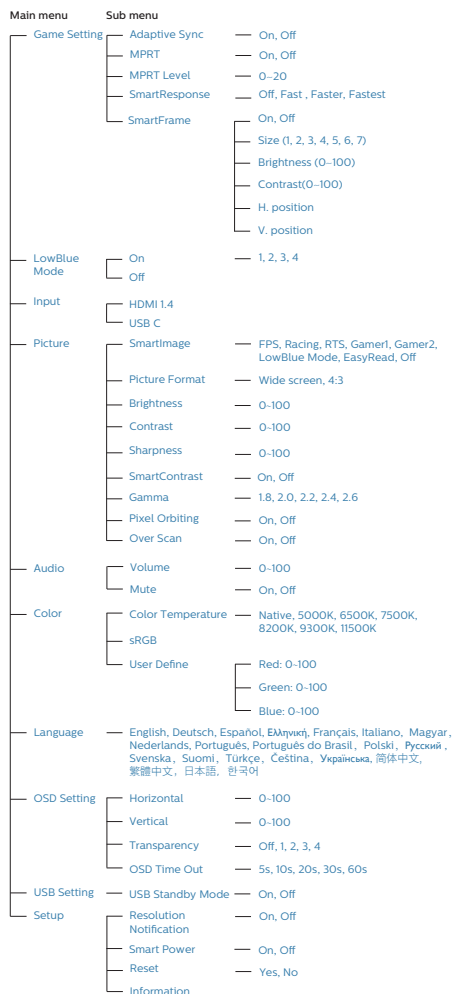 Main menu Sub menu
Game Setting Adaptive Sync On, Off
MPRT On, Off
MPRT Level 0–20
SmartResponse Off, Fast , Faster, Fastest
SmartFrame On, Off
Size (1, 2, 3, 4, 5, 6, 7)
Brightness (0–100)
Contrast(0–100)
H. position
V. position
LowBlue On 1, 2, 3, 4
Mode Off
Input HDMI 1.4
USB C
Picture SmartImage FPS, Racing, RTS, Gamer1, Gamer2,
LowBlue Mode, EasyRead, Off
Picture Format Wide screen, 4:3
Brightness 0~100
Contrast 0~100
Sharpness 0~100
SmartContrast On, Off
Gamma 1.8, 2.0, 2.2, 2.4, 2.6
Pixel Orbiting On, Off
Over Scan On, Off
Audio Volume 0~100
Mute On, Off
Color Color Temperature Native, 5000K, 6500K, 7500K,
8200K, 9300K, 11500K
sRGB
User Define Red: 0~100
Green: 0~100
Blue: 0~100
Language English, Deutsch, Español, Ελληνική, Français, Italiano, Magyar,
Nederlands, Português, Português do Brasil, Polski, Русский ,
Svenska, Suomi, Türkçe, Čeština, Українська, 简体中文,
繁體中文, 日本語, 한국어
OSD Setting Horizontal 0~100
Vertical 0~100
Transparency Off, 1, 2, 3, 4
OSD Time Out 5s, 10s, 20s, 30s, 60s
USB Setting USB Standby Mode On, Off
Setup Resolution On, Off
Notification
Smart Power On, Off
Reset Yes, No
Information